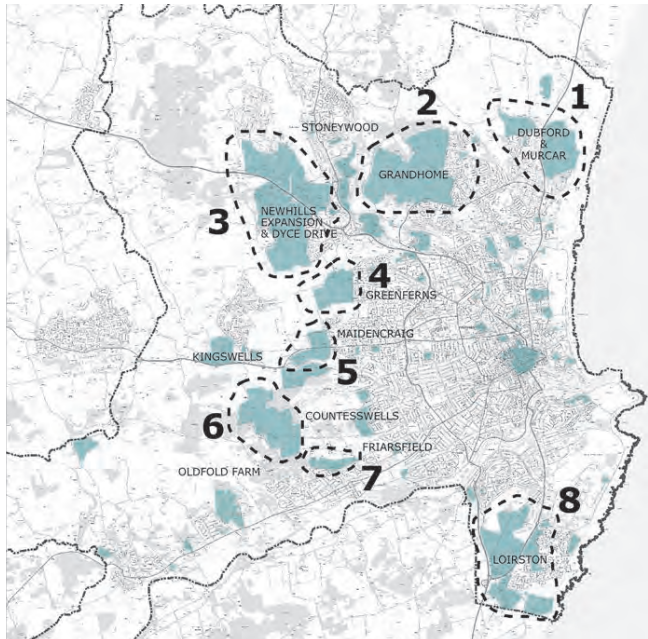 1
2
STONEYWOOD
DUBFORD
&
MURCAR
GRANDHOME
3
NEWHILLS
EXPANSION
& DYCE DRIVE
4
GREENFERNS
MAIDENCRAIG
KINGSWELLS
5
6
COUNTESSWELLS
FRIARSFIELD
7
OLDFOLD FARM
8
LOIRSTON